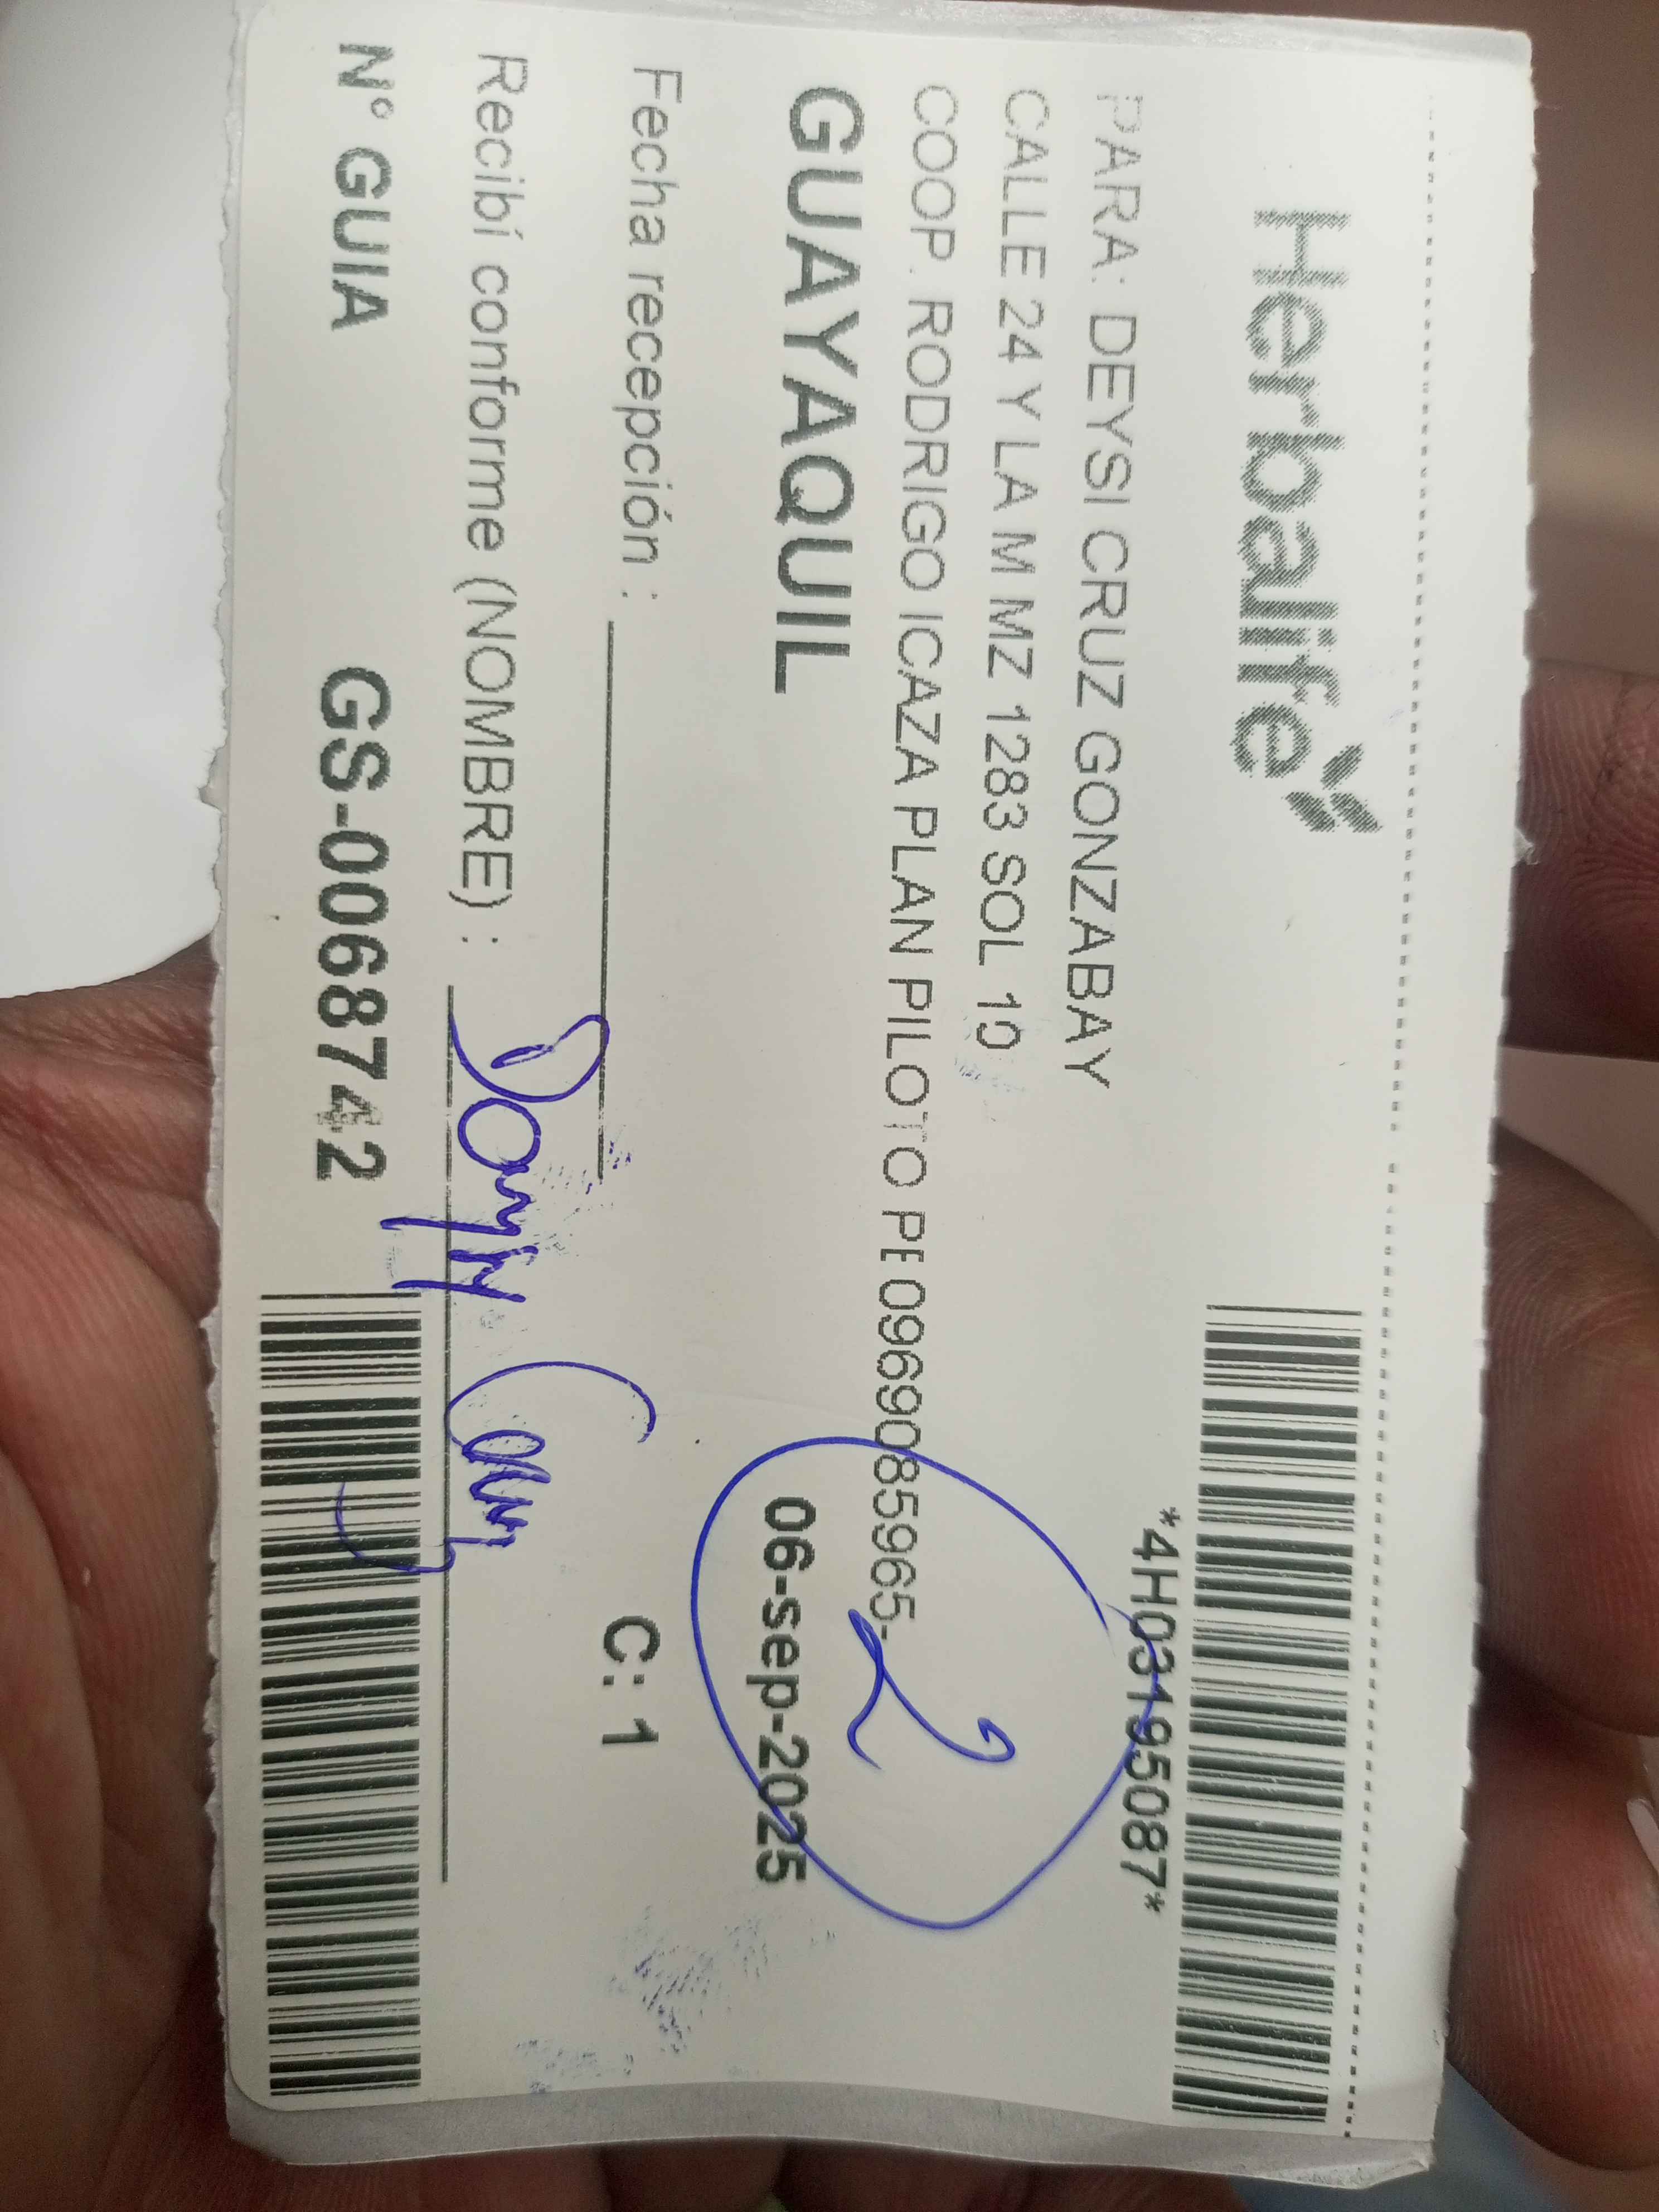 Herbalife
*4H03195087*
PARA: DEYSI CRUZ GONZABAY
CALLE 24 Y LA M MZ 1283 SOL 10
COOP. RODRIGO ICAZA PLAN PILOTO PE 0969085965-
2
GUAYAQUIL 06-sep-2025
Fecha recepción :
C: 1
Recibí conforme (NOMBRE) :
N° GUIA GS-0068742